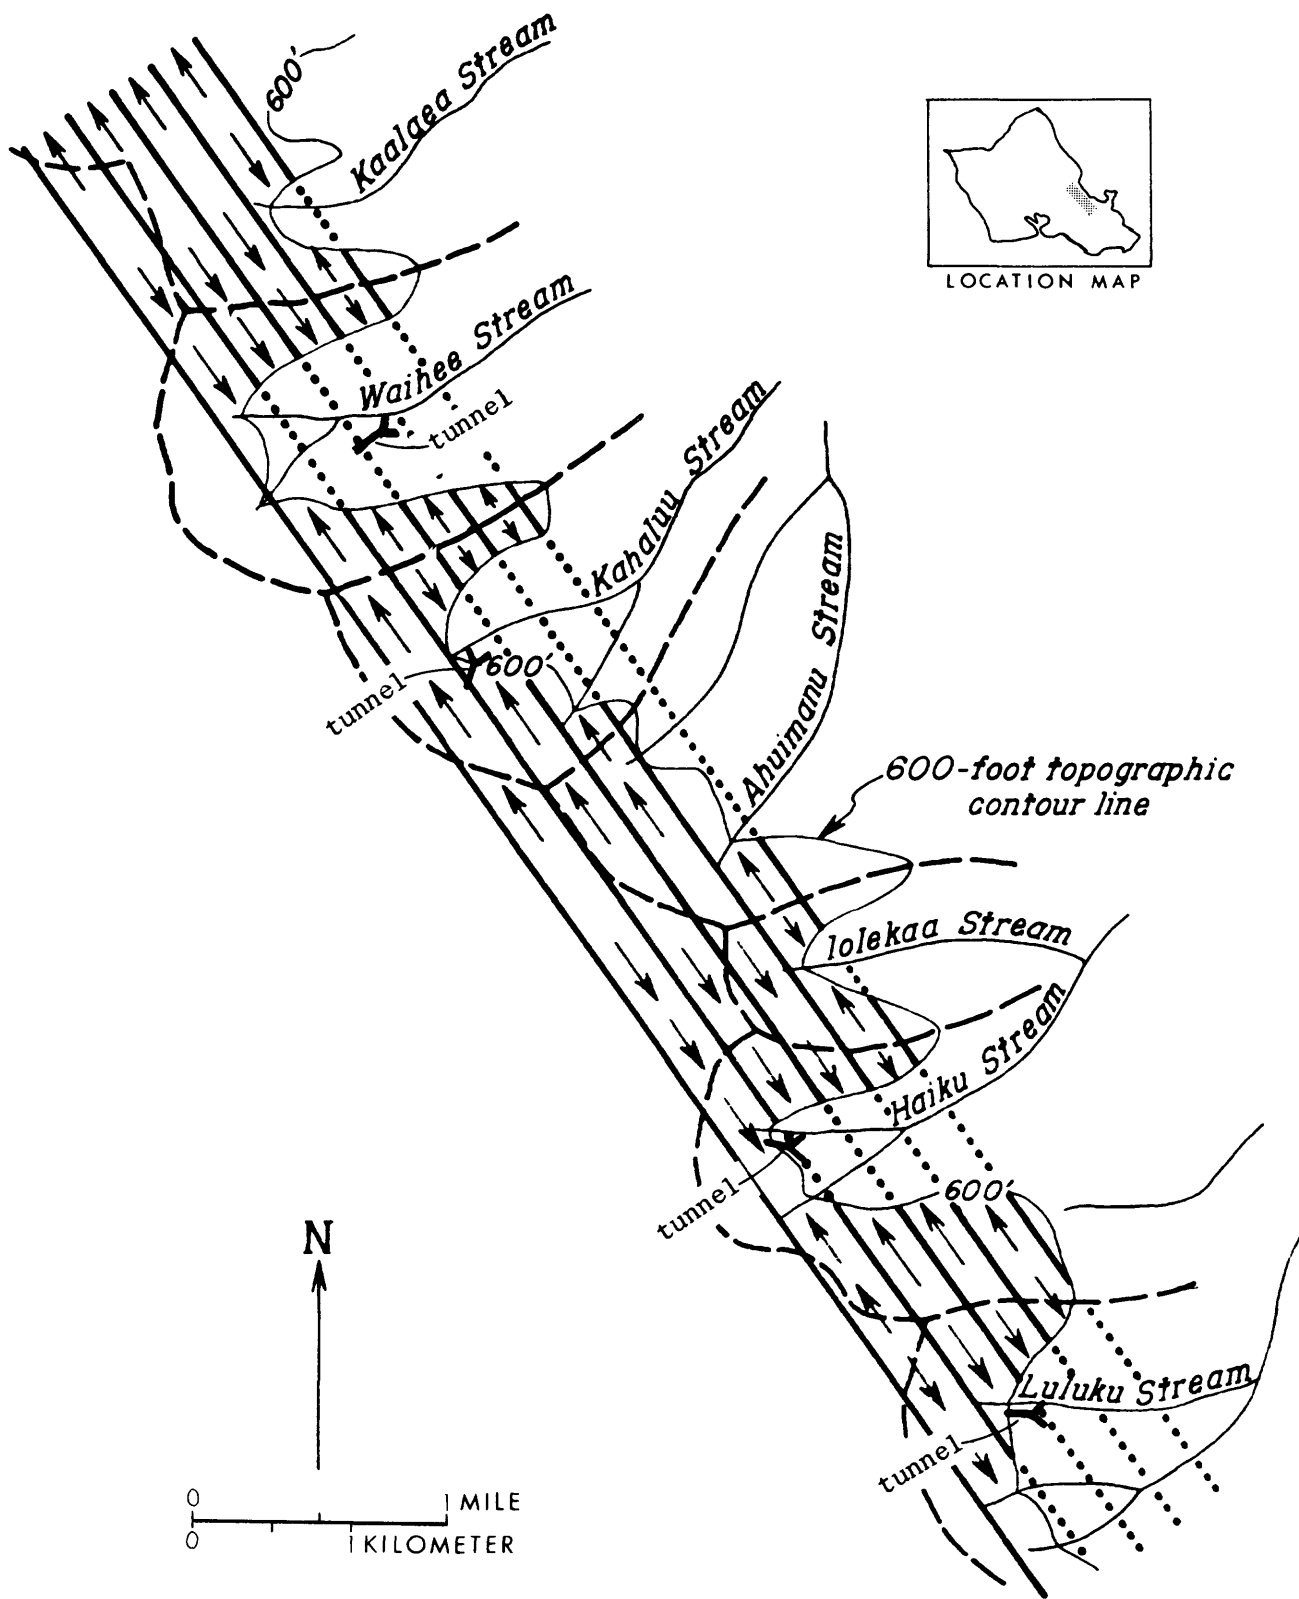 600'
Kaalaea Stream
LOCATION MAP
Waihee Stream
tunnel
Kahaluu Stream
600'
tunnel
Ahuimanu Stream
600-foot topographic
contour line
Iolekaa Stream
Haiku Stream
600'
tunnel
N
Luluku Stream
tunnel
0 1 MILE
0 1 KILOMETER